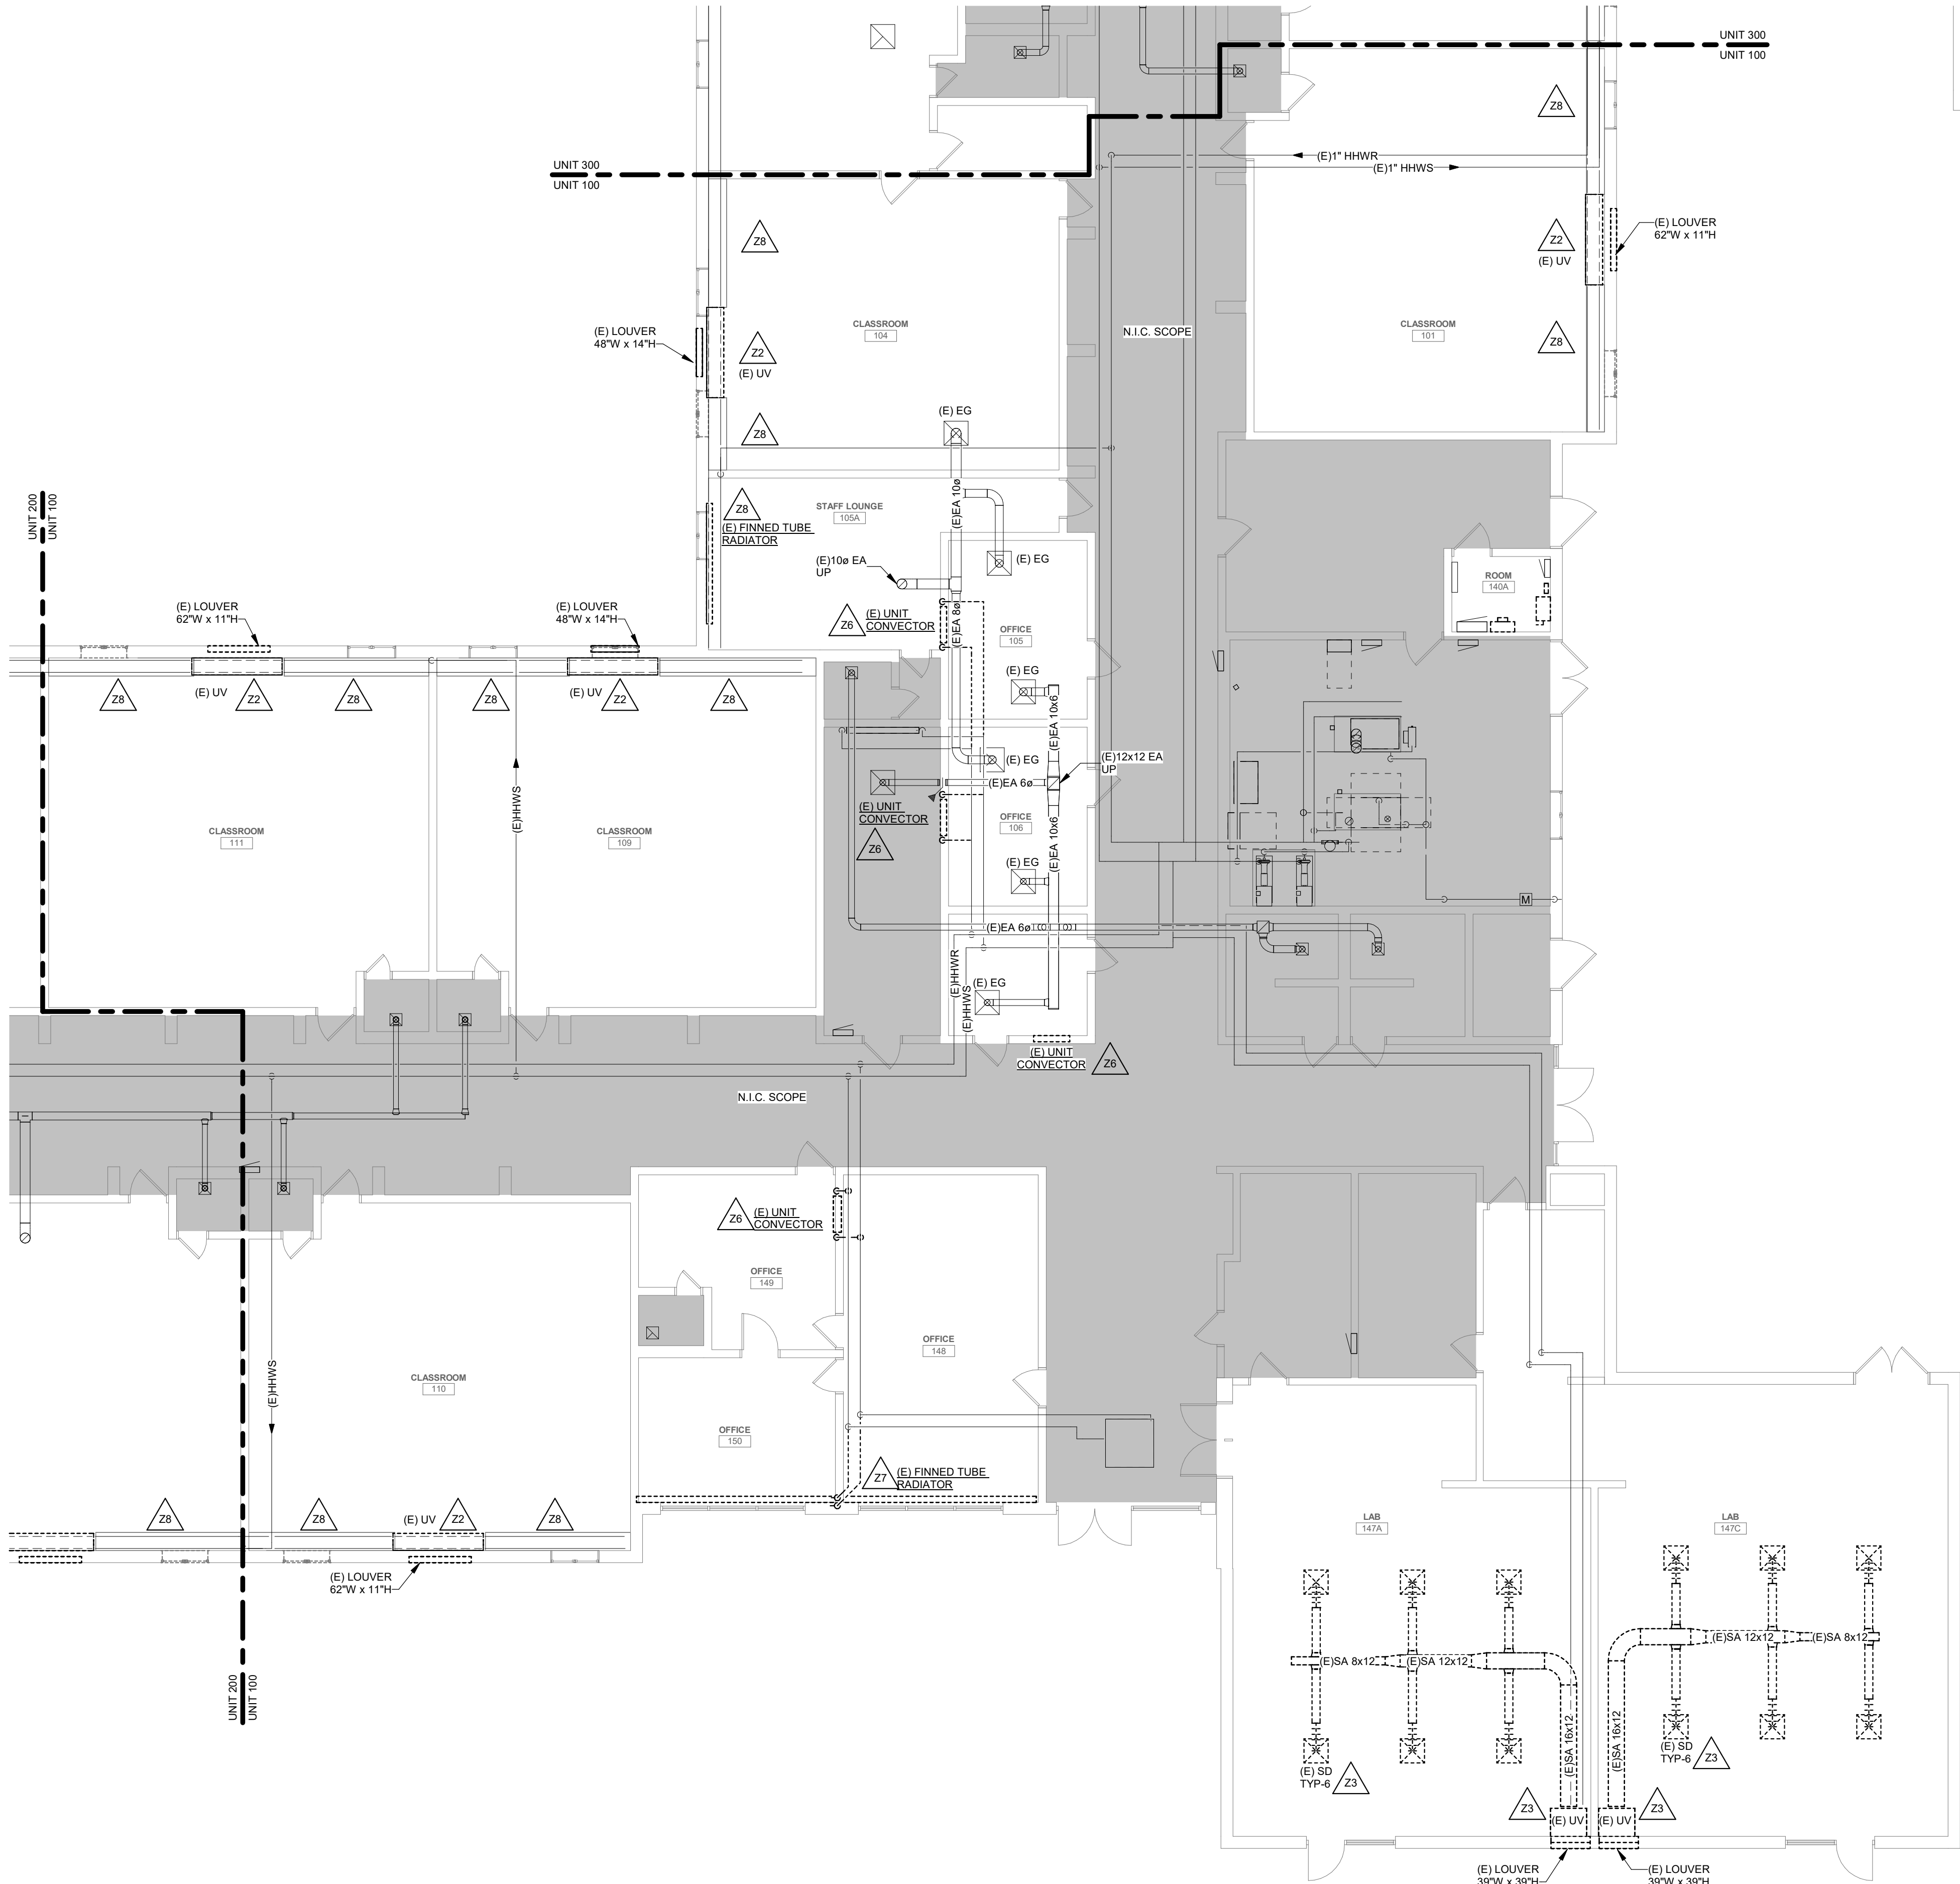 UNIT 300
UNIT 100
Z8
UNIT 300
UNIT 100
(E)1" HHWR
(E)1" HHWS
Z8
Z2
(E) UV
(E) LOUVER
62"W x 11"H
(E) LOUVER
48"W x 14"H
CLASSROOM
104
N.I.C. SCOPE
CLASSROOM
101
Z8
Z2
(E) UV
(E) EG
Z8
UNIT 200
UNIT 100
(E)EA 10ø
STAFF LOUNGE
105A
Z8
(E) FINNED TUBE
RADIATOR
(E)10ø EA
UP
(E) EG
ROOM
140A
(E) LOUVER
62"W x 11"H
(E) LOUVER
48"W x 14"H
Z6
(E) UNIT
CONVECTOR
(E)EA 8ø
OFFICE
105
(E) EG
Z8
(E) UV
Z2
Z8
Z8
(E) UV
Z2
Z8
(E)EA 10x6
(E) EG
(E)12x12 EA
UP
(E)EA 6ø
(E)HHWS
(E) UNIT
CONVECTOR
Z6
OFFICE
106
CLASSROOM
111
CLASSROOM
109
(E)EA 10x6
(E) EG
M
(E)EA 6ø
(E)HHWR
(E)HHWS
(E) EG
(E) UNIT
CONVECTOR
Z6
N.I.C. SCOPE
Z6
(E) UNIT
CONVECTOR
OFFICE
149
OFFICE
148
(E)HHWS
CLASSROOM
110
OFFICE
150
Z7
(E) FINNED TUBE
RADIATOR
Z8
Z8
(E) UV
Z2
Z8
(E) LOUVER
62"W x 11"H
LAB
147A
LAB
147C
UNIT 200
UNIT 100
(E)SA 8x12
(E)SA 12x12
(E)SA 12x12
(E)SA 8x12
(E)SA 16x12
(E)SA 16x12
(E) SD
TYP-6
Z3
(E) SD
TYP-6
Z3
Z3
(E) UV
(E) UV
Z3
(E) LOUVER
39"W x 39"H
(E) LOUVER
39"W x 39"H